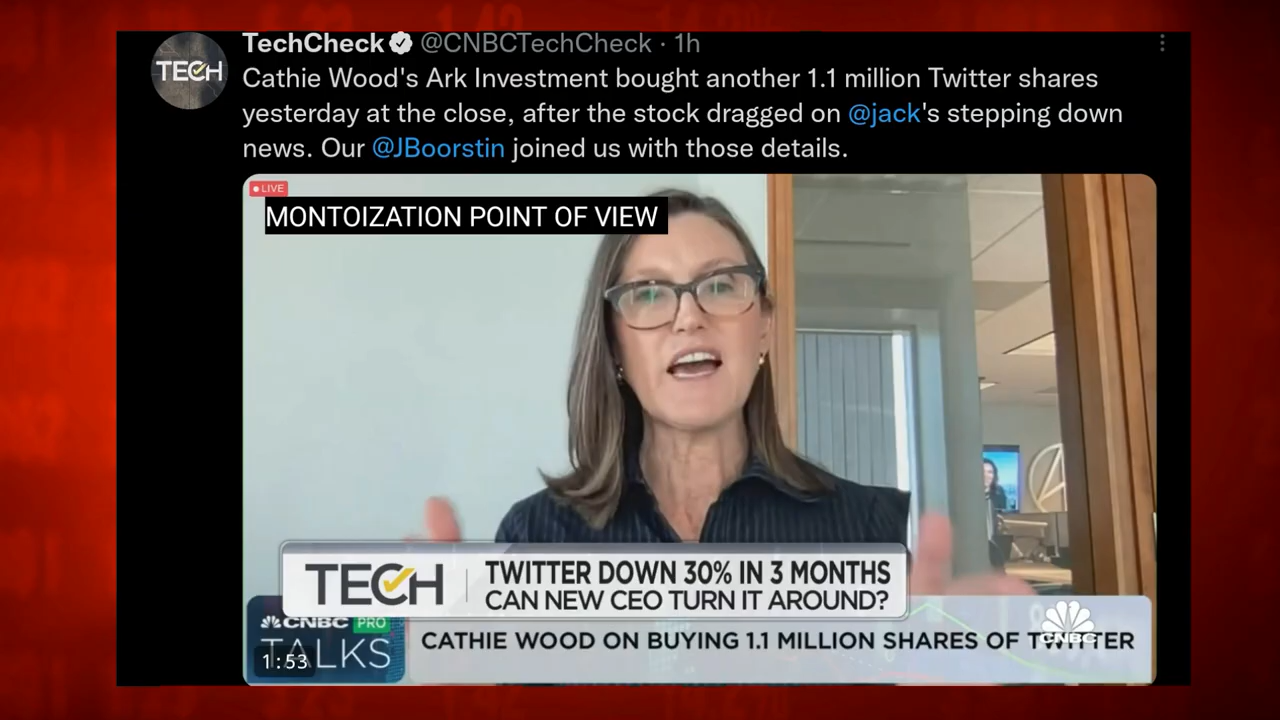 TECH
TechCheck @CNBCTechCheck · 1h
Cathie Wood's Ark Investment bought another 1.1 million Twitter shares
yesterday at the close, after the stock dragged on @jack's stepping down
news. Our @JBoorstin joined us with those details.
LIVE
MONTOIZATION POINT OF VIEW
TECH
TWITTER DOWN 30% IN 3 MONTHS
CAN NEW CEO TURN IT AROUND?
CNBC PRO
TALKS
1:53
CATHIE WOOD ON BUYING 1.1 MILLION SHARES OF TWITTER
CNBC